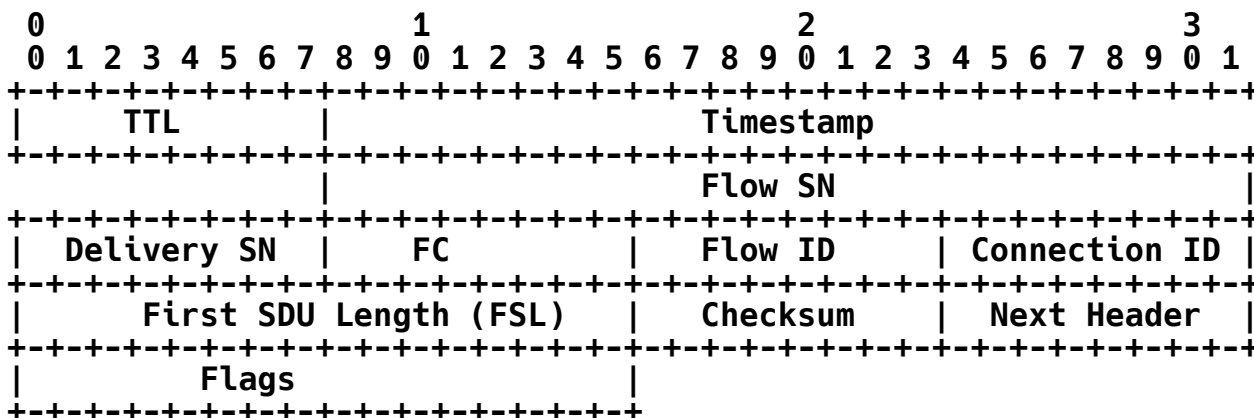 0                   1                   2                   3
 0 1 2 3 4 5 6 7 8 9 0 1 2 3 4 5 6 7 8 9 0 1 2 3 4 5 6 7 8 9 0 1
+-+-+-+-+-+-+-+-+-+-+-+-+-+-+-+-+-+-+-+-+-+-+-+-+-+-+-+-+-+-+-+-+
|     TTL       |                   Timestamp
+-+-+-+-+-+-+-+-+-+-+-+-+-+-+-+-+-+-+-+-+-+-+-+-+-+-+-+-+-+-+-+-+
                |                   Flow SN                     |
+-+-+-+-+-+-+-+-+-+-+-+-+-+-+-+-+-+-+-+-+-+-+-+-+-+-+-+-+-+-+-+-+
|  Delivery SN  |    FC         |   Flow ID     | Connection ID |
+-+-+-+-+-+-+-+-+-+-+-+-+-+-+-+-+-+-+-+-+-+-+-+-+-+-+-+-+-+-+-+-+
|      First SDU Length (FSL)   |   Checksum    |  Next Header  |
+-+-+-+-+-+-+-+-+-+-+-+-+-+-+-+-+-+-+-+-+-+-+-+-+-+-+-+-+-+-+-+-+
|         Flags                 |
+-+-+-+-+-+-+-+-+-+-+-+-+-+-+-+-+